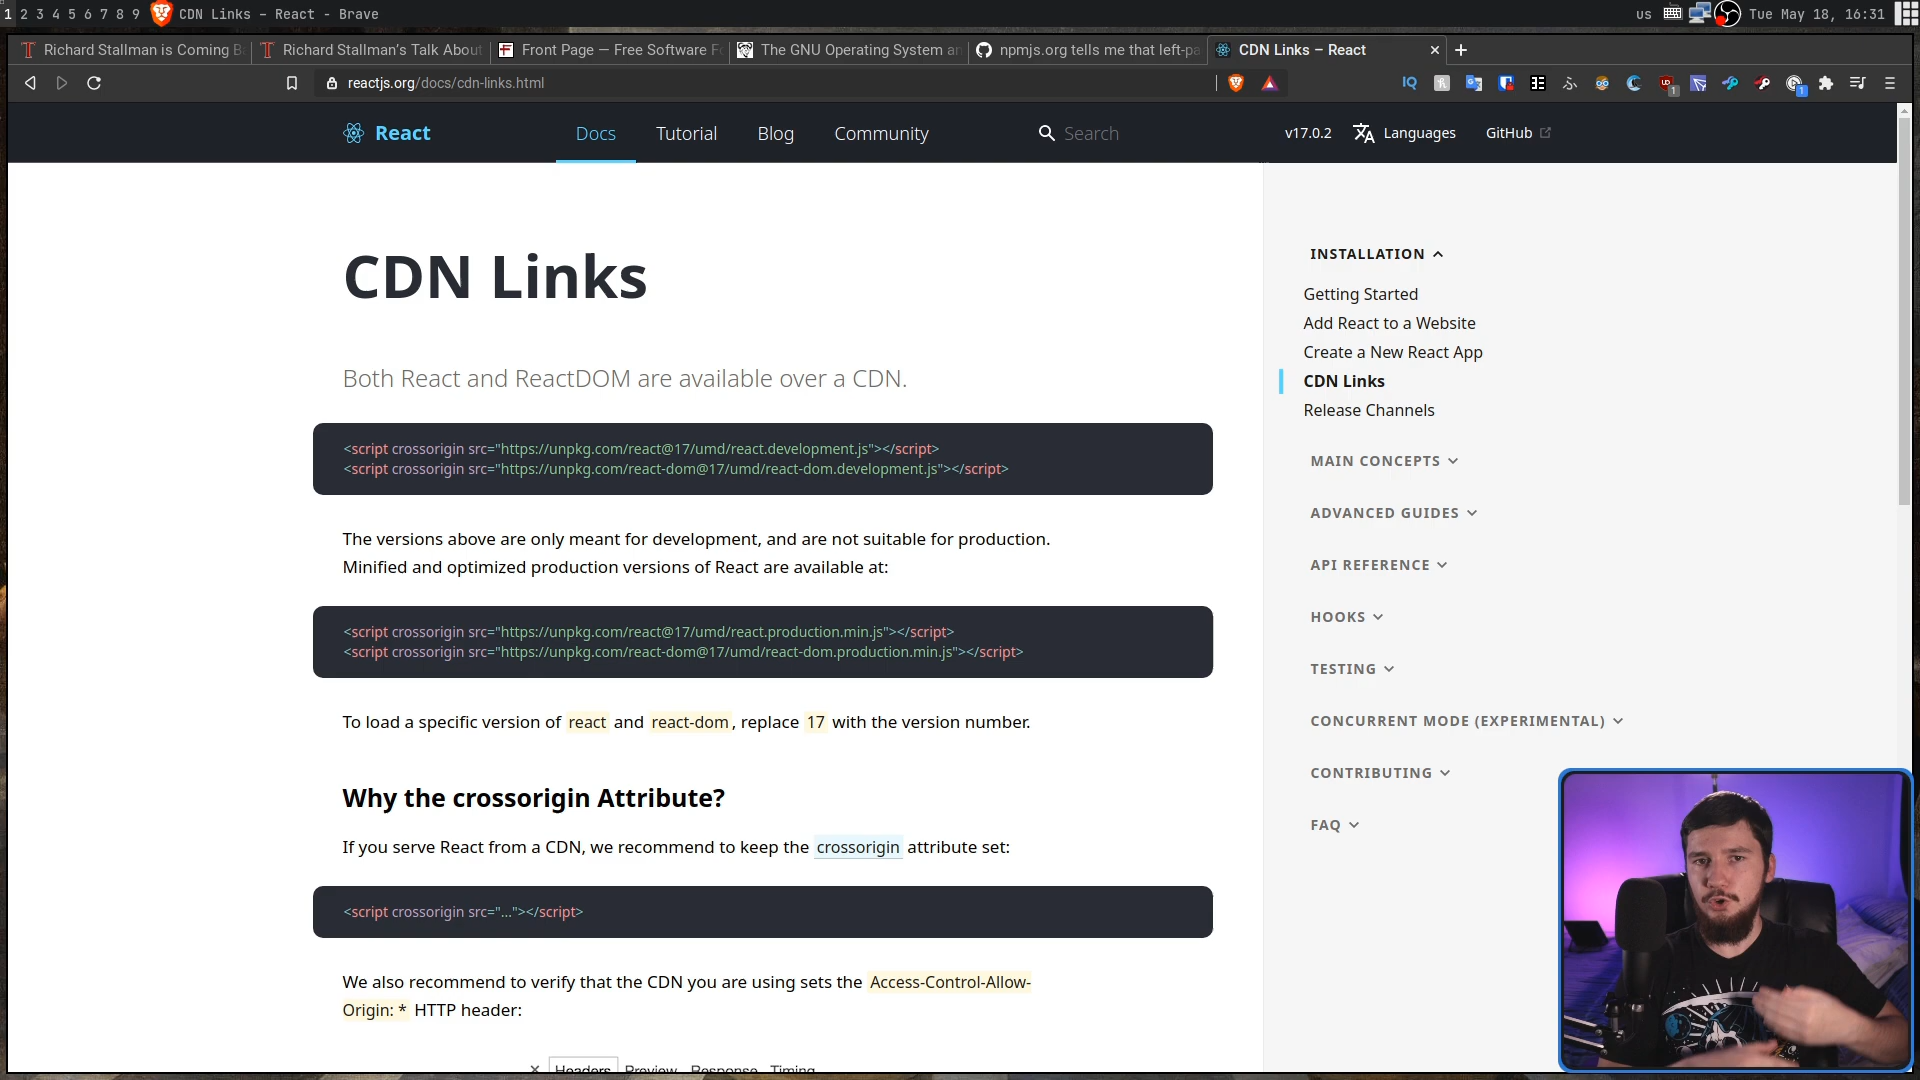 1 2 3 4 5 6 7 8 9 CDN Links – React - Brave
us Tue May 18, 16:31
Richard Stallman is Coming B
Richard Stallman's Talk About
Front Page — Free Software Fo
The GNU Operating System an
npmjs.org tells me that left-pa
CDN Links – React
reactjs.org/docs/cdn-links.html
React
Docs
Tutorial
Blog
Community
Search
v17.0.2
Languages
GitHub
CDN Links
Both React and ReactDOM are available over a CDN.
<script crossorigin src="https://unpkg.com/react@17/umd/react.development.js"></script>
<script crossorigin src="https://unpkg.com/react-dom@17/umd/react-dom.development.js"></script>
The versions above are only meant for development, and are not suitable for production.
Minified and optimized production versions of React are available at:
<script crossorigin src="https://unpkg.com/react@17/umd/react.production.min.js"></script>
<script crossorigin src="https://unpkg.com/react-dom@17/umd/react-dom.production.min.js"></script>
To load a specific version of react and react-dom, replace 17 with the version number.
Why the crossorigin Attribute?
If you serve React from a CDN, we recommend to keep the crossorigin attribute set:
<script crossorigin src="..."></script>
We also recommend to verify that the CDN you are using sets the Access-Control-Allow-
Origin: * HTTP header:
Headers Preview Response Timing
INSTALLATION
Getting Started
Add React to a Website
Create a New React App
CDN Links
Release Channels
MAIN CONCEPTS
ADVANCED GUIDES
API REFERENCE
HOOKS
TESTING
CONCURRENT MODE (EXPERIMENTAL)
CONTRIBUTING
FAQ